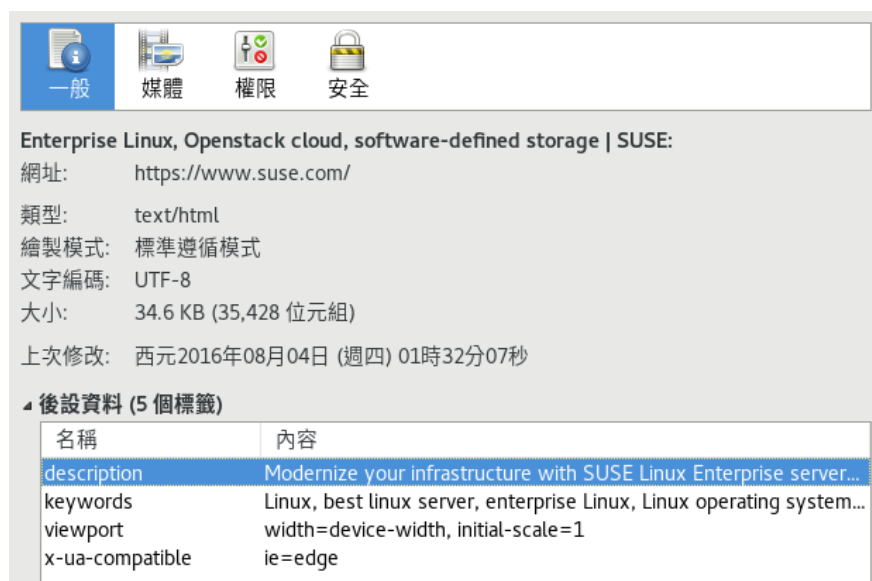 一般 媒體 權限 安全
Enterprise Linux, Openstack cloud, software-defined storage | SUSE:
網址: https://www.suse.com/
類型: text/html
繪製模式: 標準遵循模式
文字編碼: UTF-8
大小: 34.6 KB (35,428 位元組)
上次修改: 西元2016年08月04日 (週四) 01時32分07秒
後設資料 (5 個標籤)
名稱 內容
description Modernize your infrastructure with SUSE Linux Enterprise server...
keywords Linux, best linux server, enterprise Linux, Linux operating system...
viewport width=device-width, initial-scale=1
x-ua-compatible ie=edge